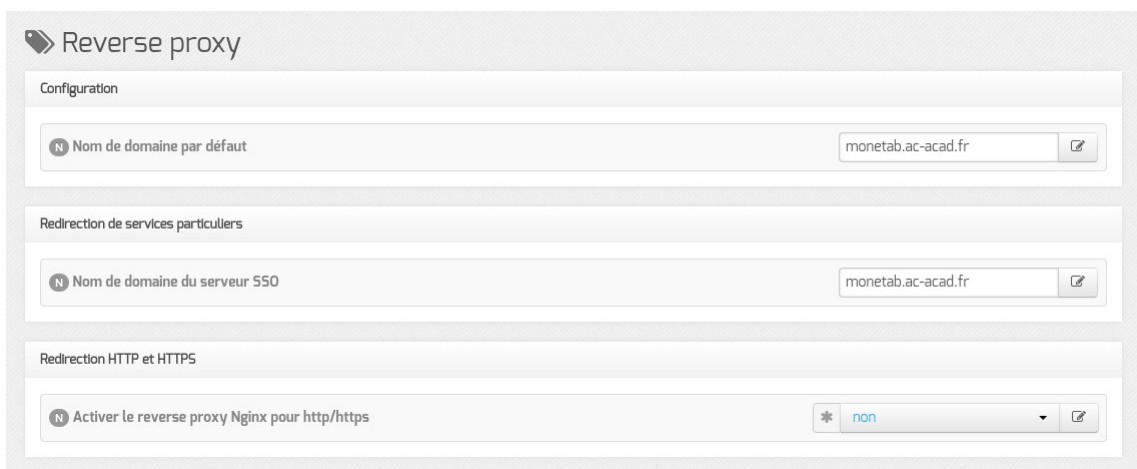 Reverse proxy
Configuration
N Nom de domaine par défaut monetab.ac-acad.fr
Redirection de services particuliers
N Nom de domaine du serveur SSO monetab.ac-acad.fr
Redirection HTTP et HTTPS
N Activer le reverse proxy Nginx pour http/https non